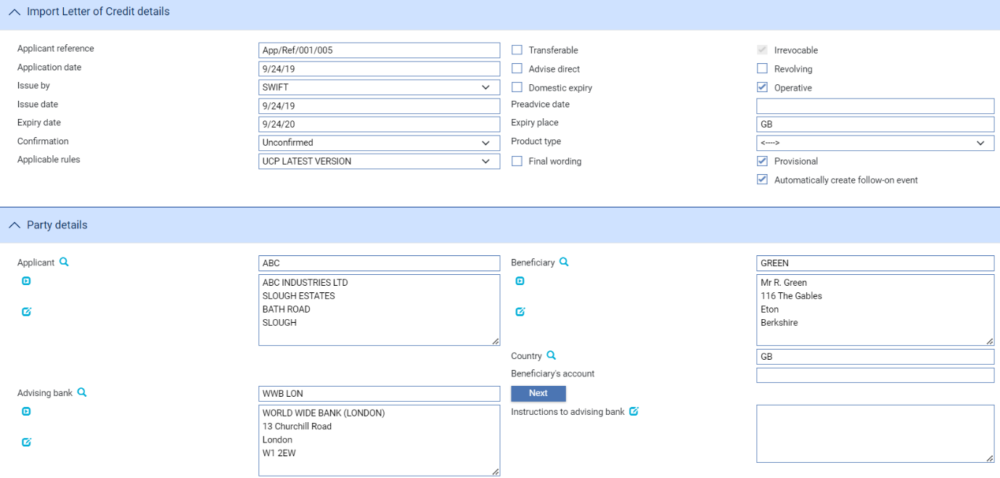 Import Letter of Credit details
Applicant reference App/Ref/001/005 Transferable Irrevocable
Application date 9/24/19 Advise direct Revolving
Issue by SWIFT Domestic expiry Operative
Issue date 9/24/19 Preadvice date
Expiry date 9/24/20 Expiry place GB
Confirmation Unconfirmed Product type <---->
Applicable rules UCP LATEST VERSION Final wording Provisional
Automatically create follow-on event
Party details
Applicant ABC Beneficiary GREEN
ABC INDUSTRIES LTD Mr R. Green
SLOUGH ESTATES 116 The Gables
BATH ROAD Eton
SLOUGH Berkshire
Country GB
Beneficiary's account
Advising bank WWB LON Next
WORLD WIDE BANK (LONDON) Instructions to advising bank
13 Churchill Road
London
W1 2EW